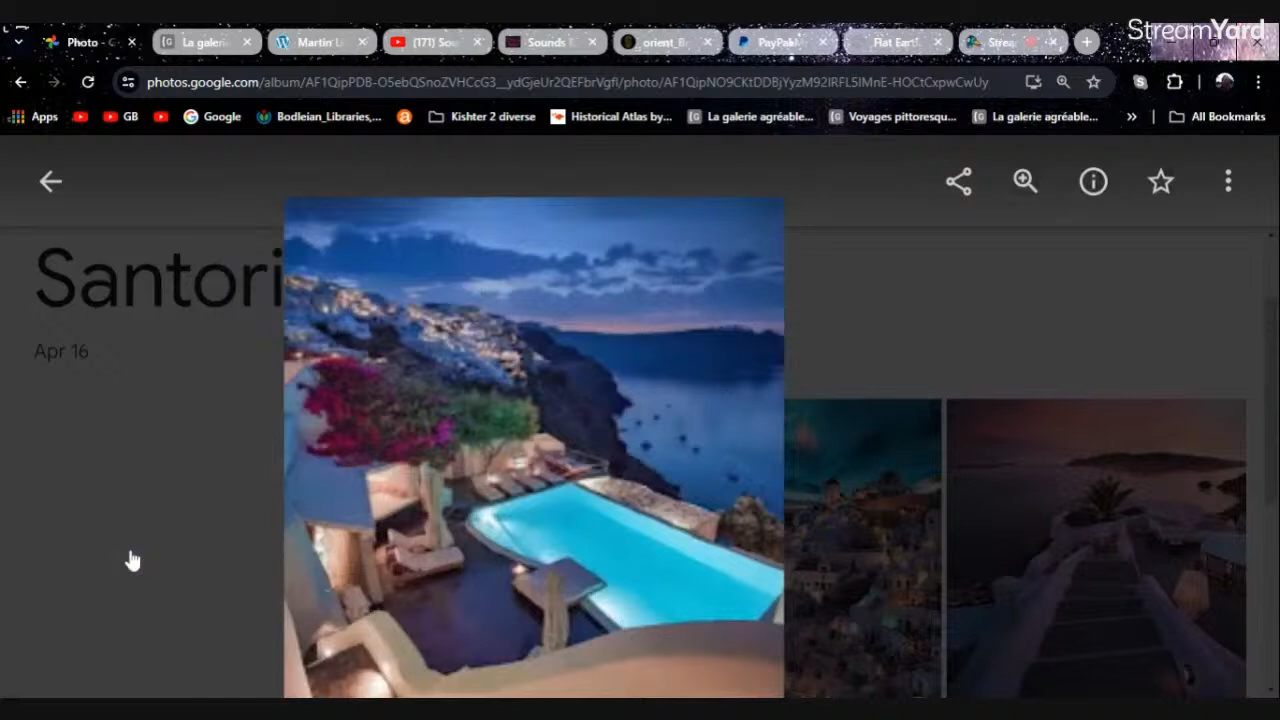 StreamYard
Photo - G
La galeri
Martin L
(171) Sou
Sounds
orient_B
PayPal
Flat Eart
Strea
photos.google.com/album/AF1QipPDB-O5ebQSnoZVHCcG3__ydGjeUr2QEFbrVgfI/photo/AF1QipNO9CKtDDBjYyzM92IRFL5IMnE-HOCtCxpwCwUy
Apps
GB
Google
Bodleian_Libraries,...
Kishter 2 diverse
Historical Atlas by...
La galerie agréable...
Voyages pittoresqu...
La galerie agréable...
All Bookmarks
Santori
Apr 16